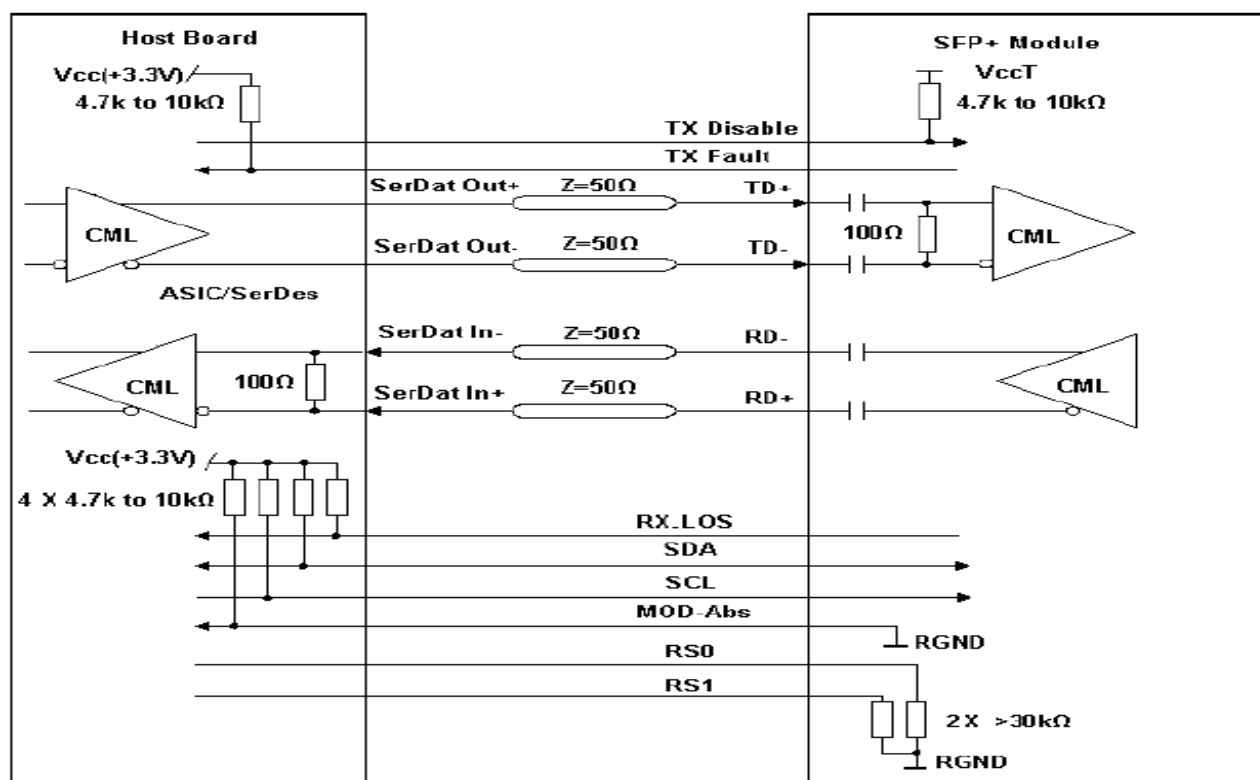 Host Board
SFP+ Module
Vcc(+3.3V)
4.7k to 10kΩ
VccT
4.7k to 10kΩ
TX Disable
TX Fault
SerDat Out+
Z=50Ω
TD+
CML
100Ω
CML
SerDat Out-
Z=50Ω
TD-
ASIC/SerDes
SerDat In-
Z=50Ω
RD-
CML
100Ω
CML
SerDat In+
Z=50Ω
RD+
Vcc(+3.3V)
4 X 4.7k to 10kΩ
RX_LOS
SDA
SCL
MOD-Abs
RGND
RS0
RS1
2X >30kΩ
RGND